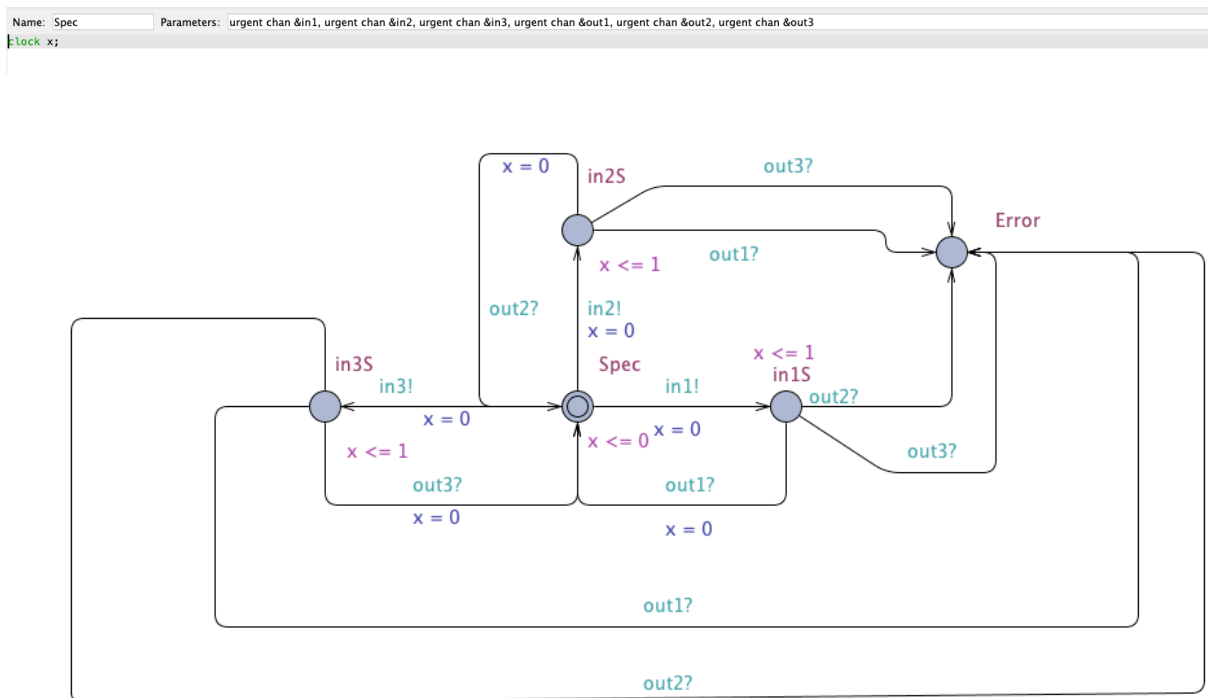 Name: Spec Parameters: urgent chan &in1, urgent chan &in2, urgent chan &in3, urgent chan &out1, urgent chan &out2, urgent chan &out3
clock x;
x = 0
in2S
out3?
Error
out1?
x <= 1
out2?
in2!
x = 0
x <= 1
in3S
Spec
in1S
in3!
in1!
out2?
x = 0
x = 0
x <= 0
x <= 1
out3?
out3?
out1?
x = 0
x = 0
out1?
out2?